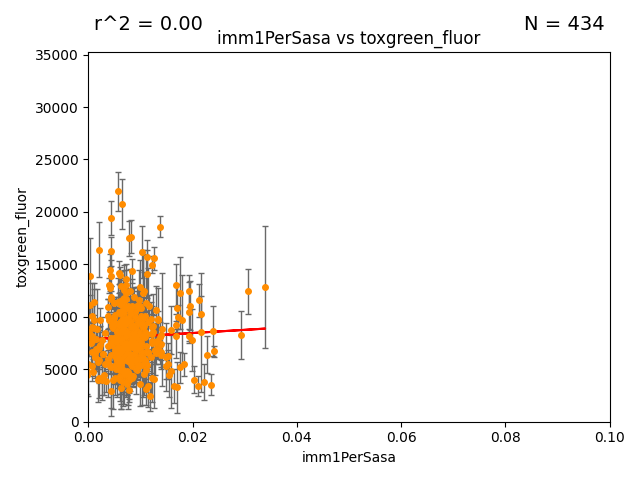 r^2 = 0.00
N = 434
imm1PerSasa vs toxgreen_fluor
35000
30000
25000
20000
15000
10000
5000
0
toxgreen_fluor
0.00
0.02
0.04
0.06
0.08
0.10
imm1PerSasa